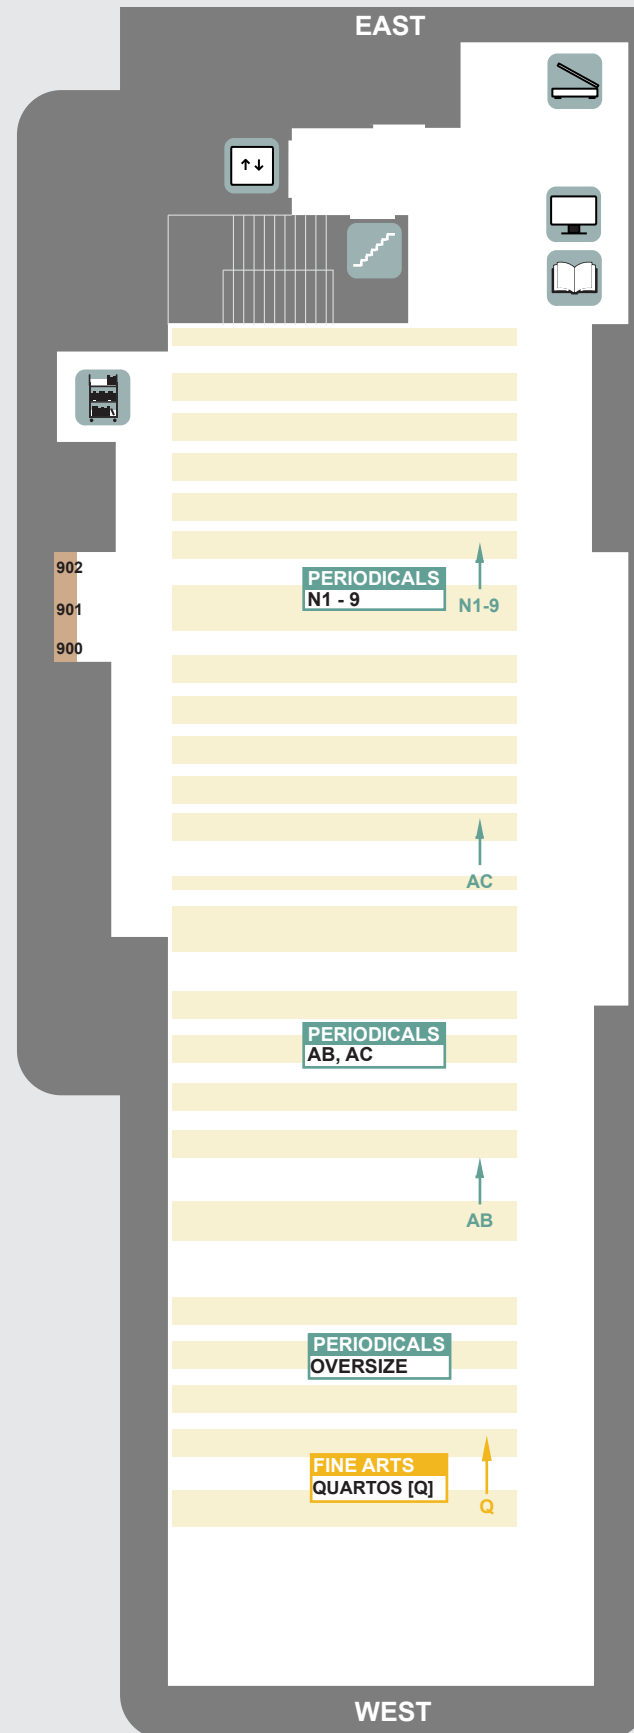 EAST
902
PERIODICALS
N1 - 9
N1-9
901
900
AC
PERIODICALS
AB, AC
AB
PERIODICALS
OVERSIZE
FINE ARTS
QUARTOS [Q]
Q
WEST